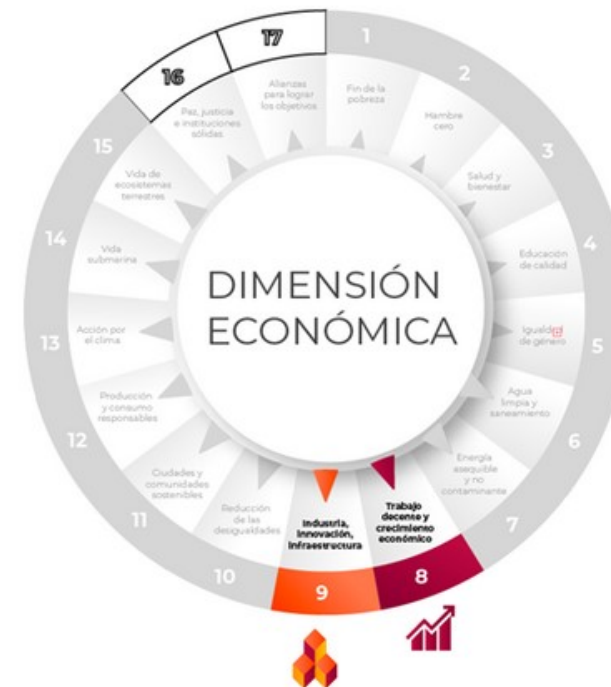 DIMENSIÓN
ECONÓMICA
1
Fin de la
pobreza
2
Hambre
cero
3
Salud y
bienestar
4
Educación
de calidad
5
Igualdad
de género
6
Agua
limpia y
saneamiento
7
Energía
asequible
y no
contaminante
8
Trabajo
decense y
crecimiento
económico
9
Industria,
innovación,
infraestructura
10
Reducción
de las
desigualdades
11
Ciudades y
comunidades
sostenibles
12
Producción
y consumo
responsables
13
Acción por
el clima
14
Vida
submarina
15
Vida de
ecosistemas
terrestres
16
Paz, justicia
e instituciones
sólidas
17
Alianzas
para lograr
los objetivos